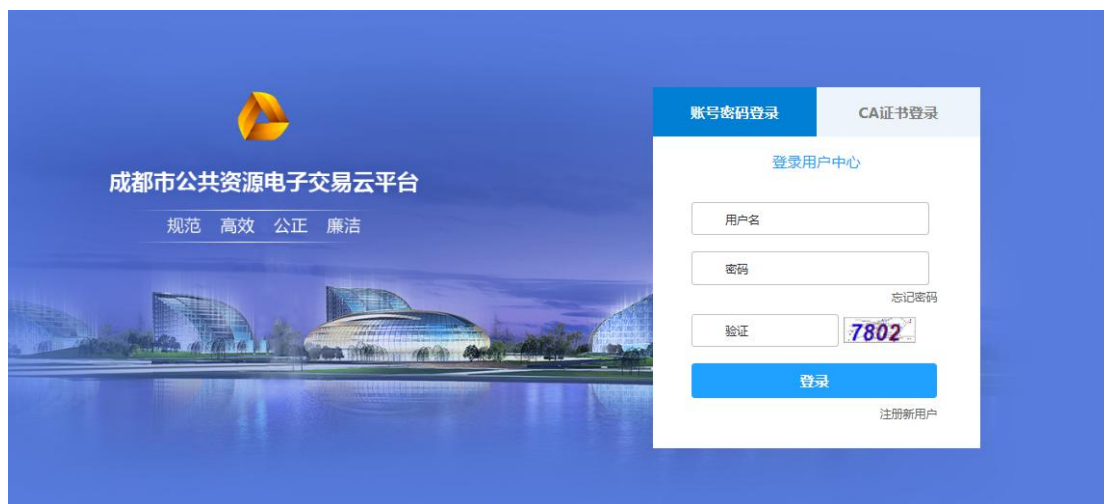 成都市公共资源电子交易云平台
规范 高效 公正 廉洁
账号密码登录 CA证书登录
登录用户中心
用户名
密码
忘记密码
验证 7802
登录
注册新用户